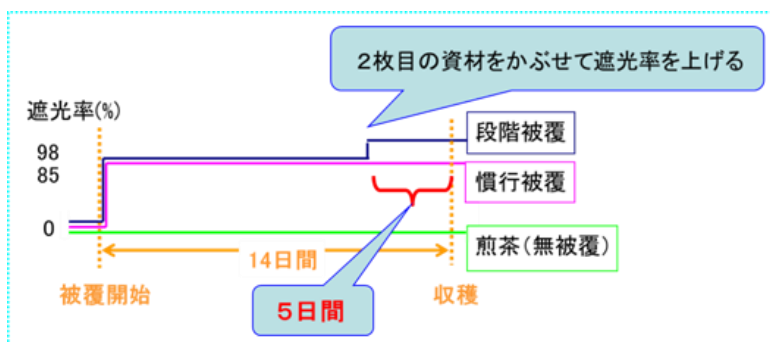 ２枚目の資材をかぶせて遮光率を上げる
遮光率(%)
98
85
0
段階被覆
慣行被覆
煎茶(無被覆)
14日間
被覆開始
５日間
収穫